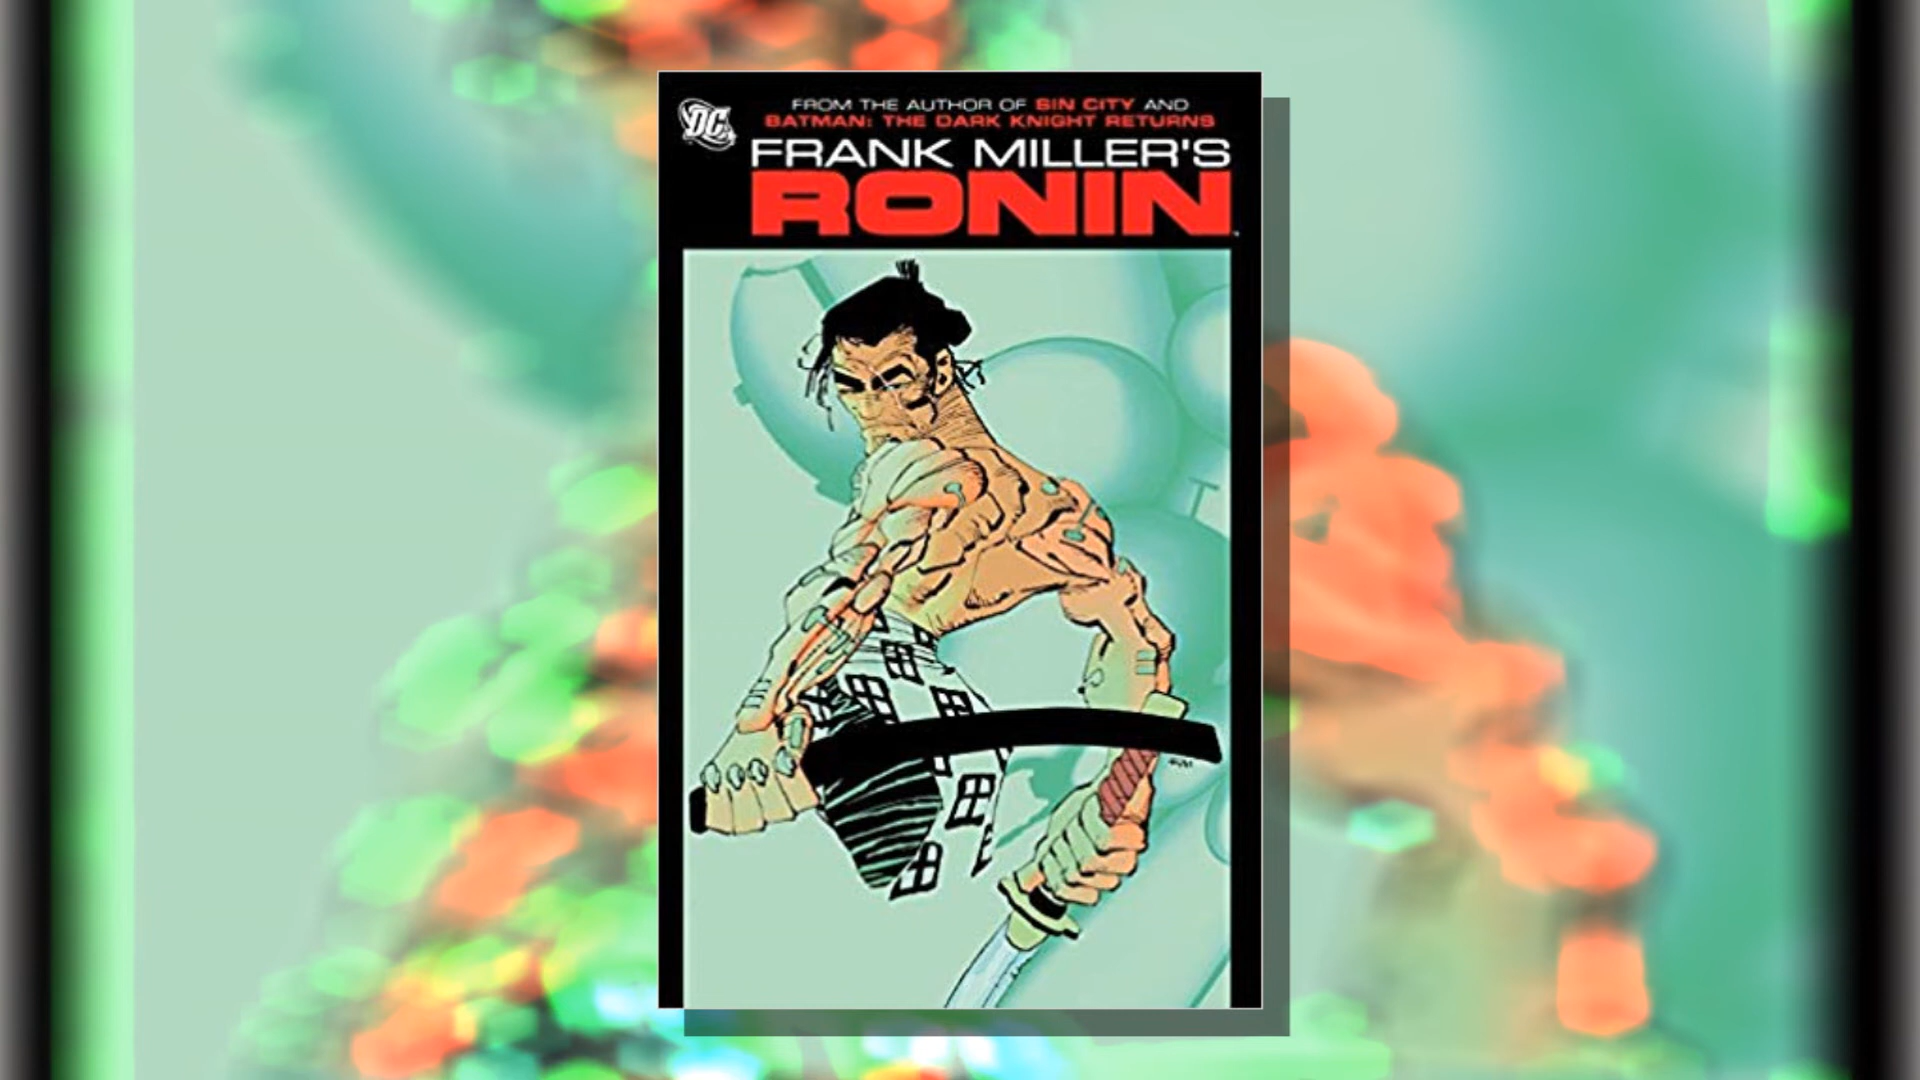 DC
FROM THE AUTHOR OF SIN CITY AND
BATMAN: THE DARK KNIGHT RETURNS
FRANK MILLER'S
RONIN